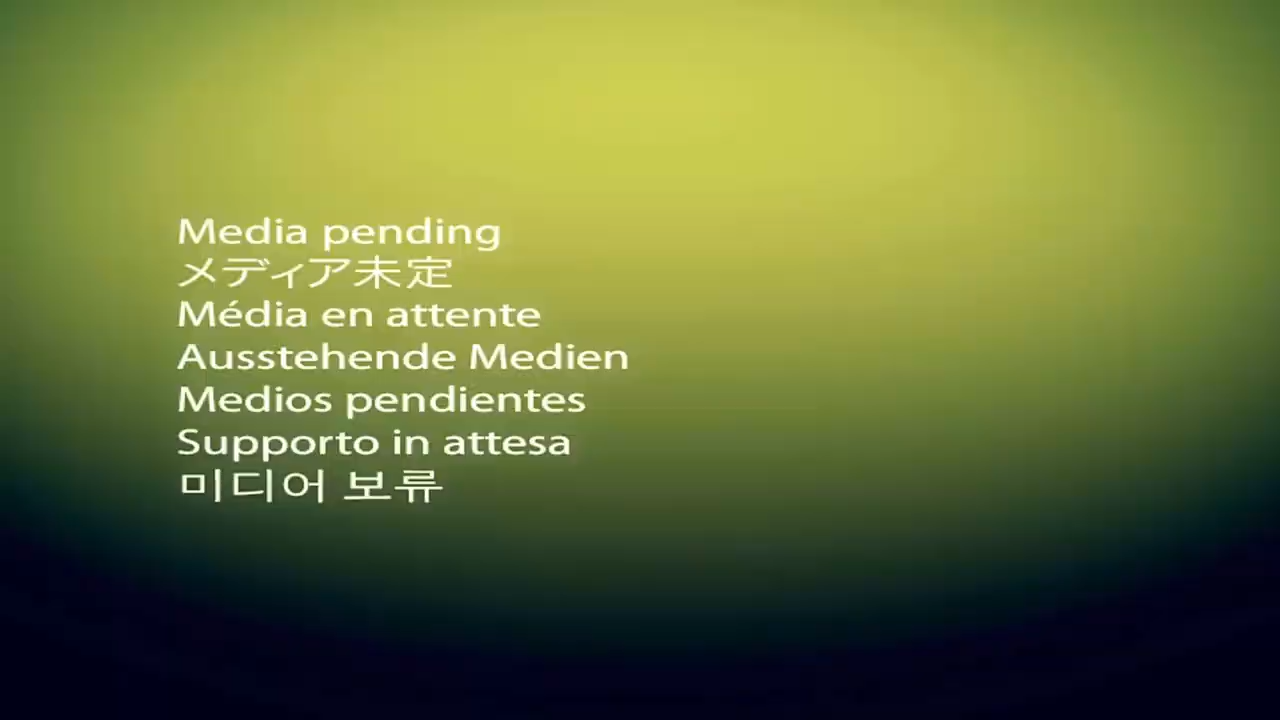 Media pending
メディア未定
Média en attente
Ausstehende Medien
Medios pendientes
Supporto in attesa
미디어 보류